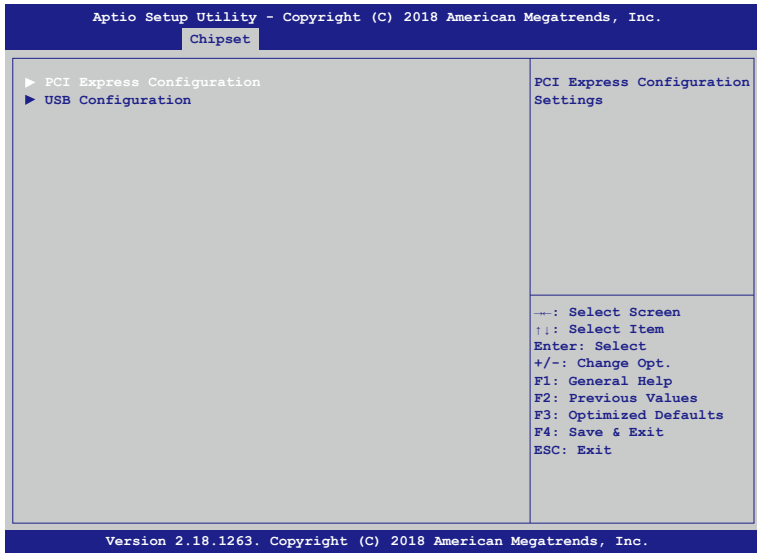 Aptio Setup Utility - Copyright (C) 2018 American Megatrends, Inc.
Chipset
► PCI Express Configuration
► USB Configuration
PCI Express Configuration
Settings
→←: Select Screen
↑↓: Select Item
Enter: Select
+/-: Change Opt.
F1: General Help
F2: Previous Values
F3: Optimized Defaults
F4: Save & Exit
ESC: Exit
Version 2.18.1263. Copyright (C) 2018 American Megatrends, Inc.